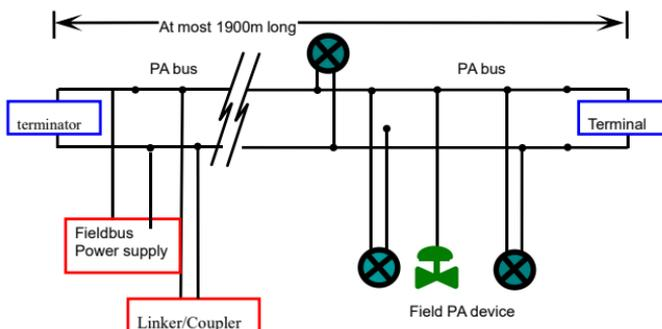 At most 1900m long
PA bus
PA bus
terminator
Terminal
Fieldbus
Power supply
Linker/Coupler
Field PA device